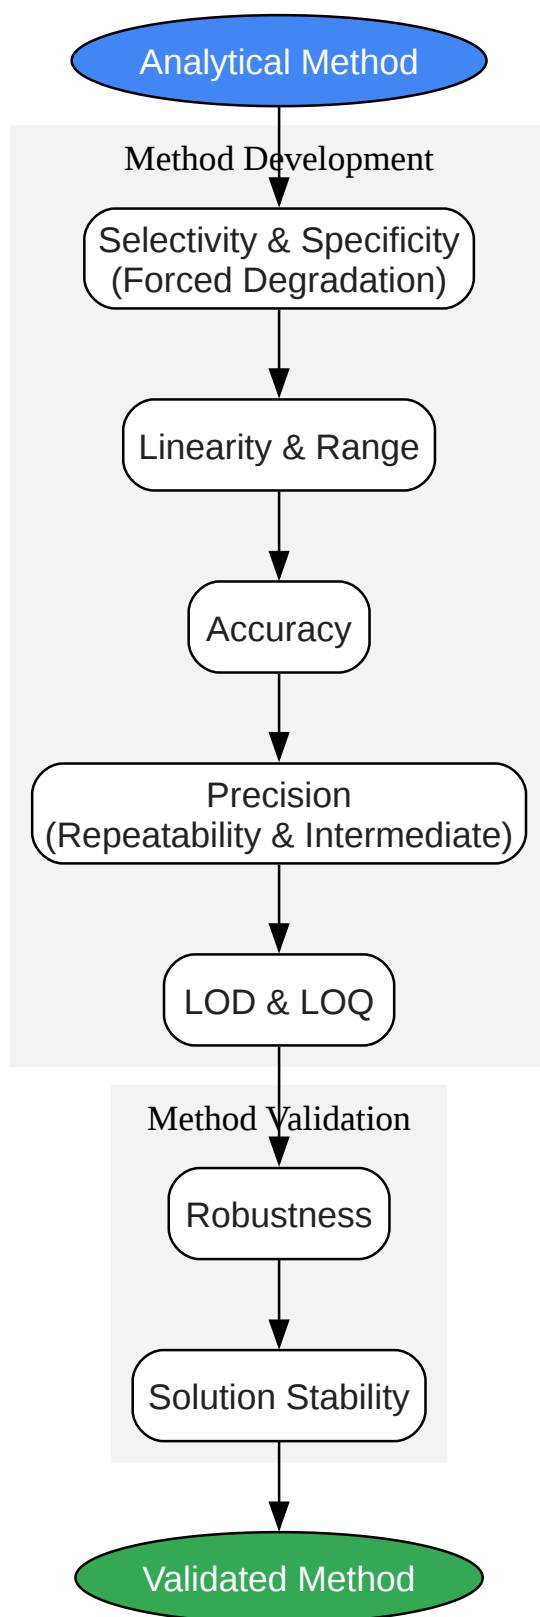 Analytical Method
Method Development
Selectivity & Specificity
(Forced Degradation)
Linearity & Range
Accuracy
Precision
(Repeatability & Intermediate)
LOD & LOQ
Method Validation
Robustness
Solution Stability
Validated Method